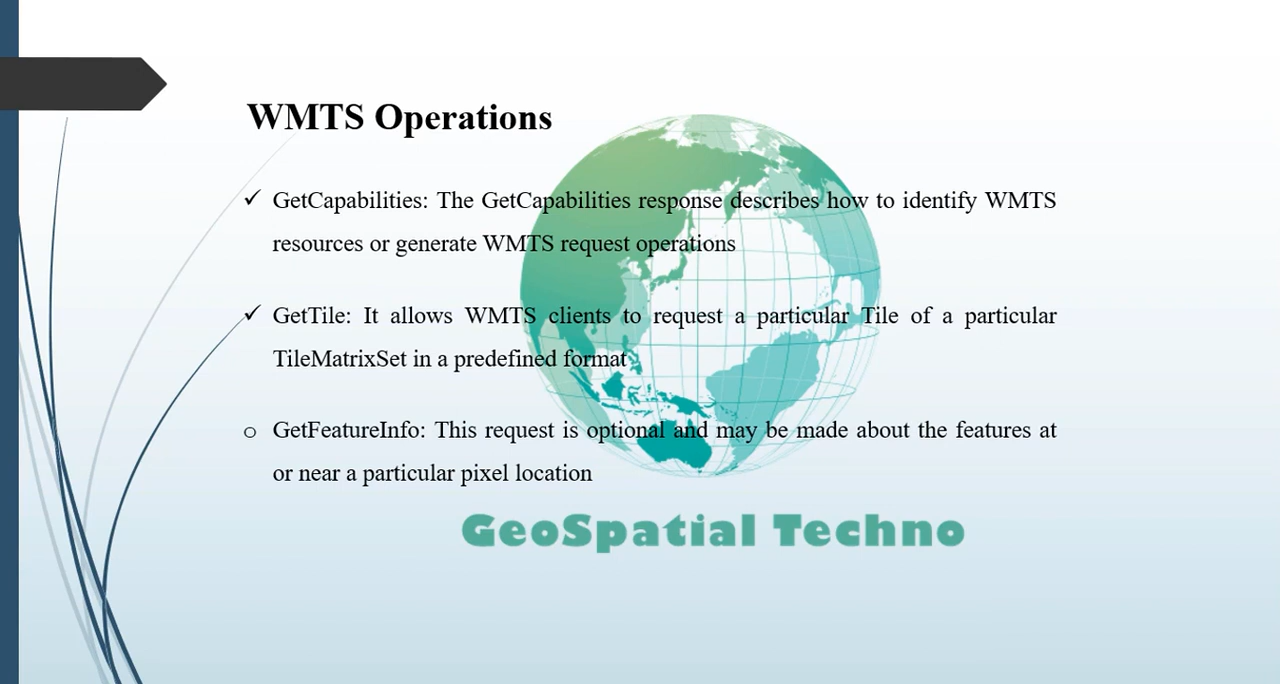 WMTS Operations
✓ GetCapabilities: The GetCapabilities response describes how to identify WMTS
resources or generate WMTS request operations
✓ GetTile: It allows WMTS clients to request a particular Tile of a particular
TileMatrixSet in a predefined format
o GetFeatureInfo: This request is optional and may be made about the features at
or near a particular pixel location
GeoSpatial Techno